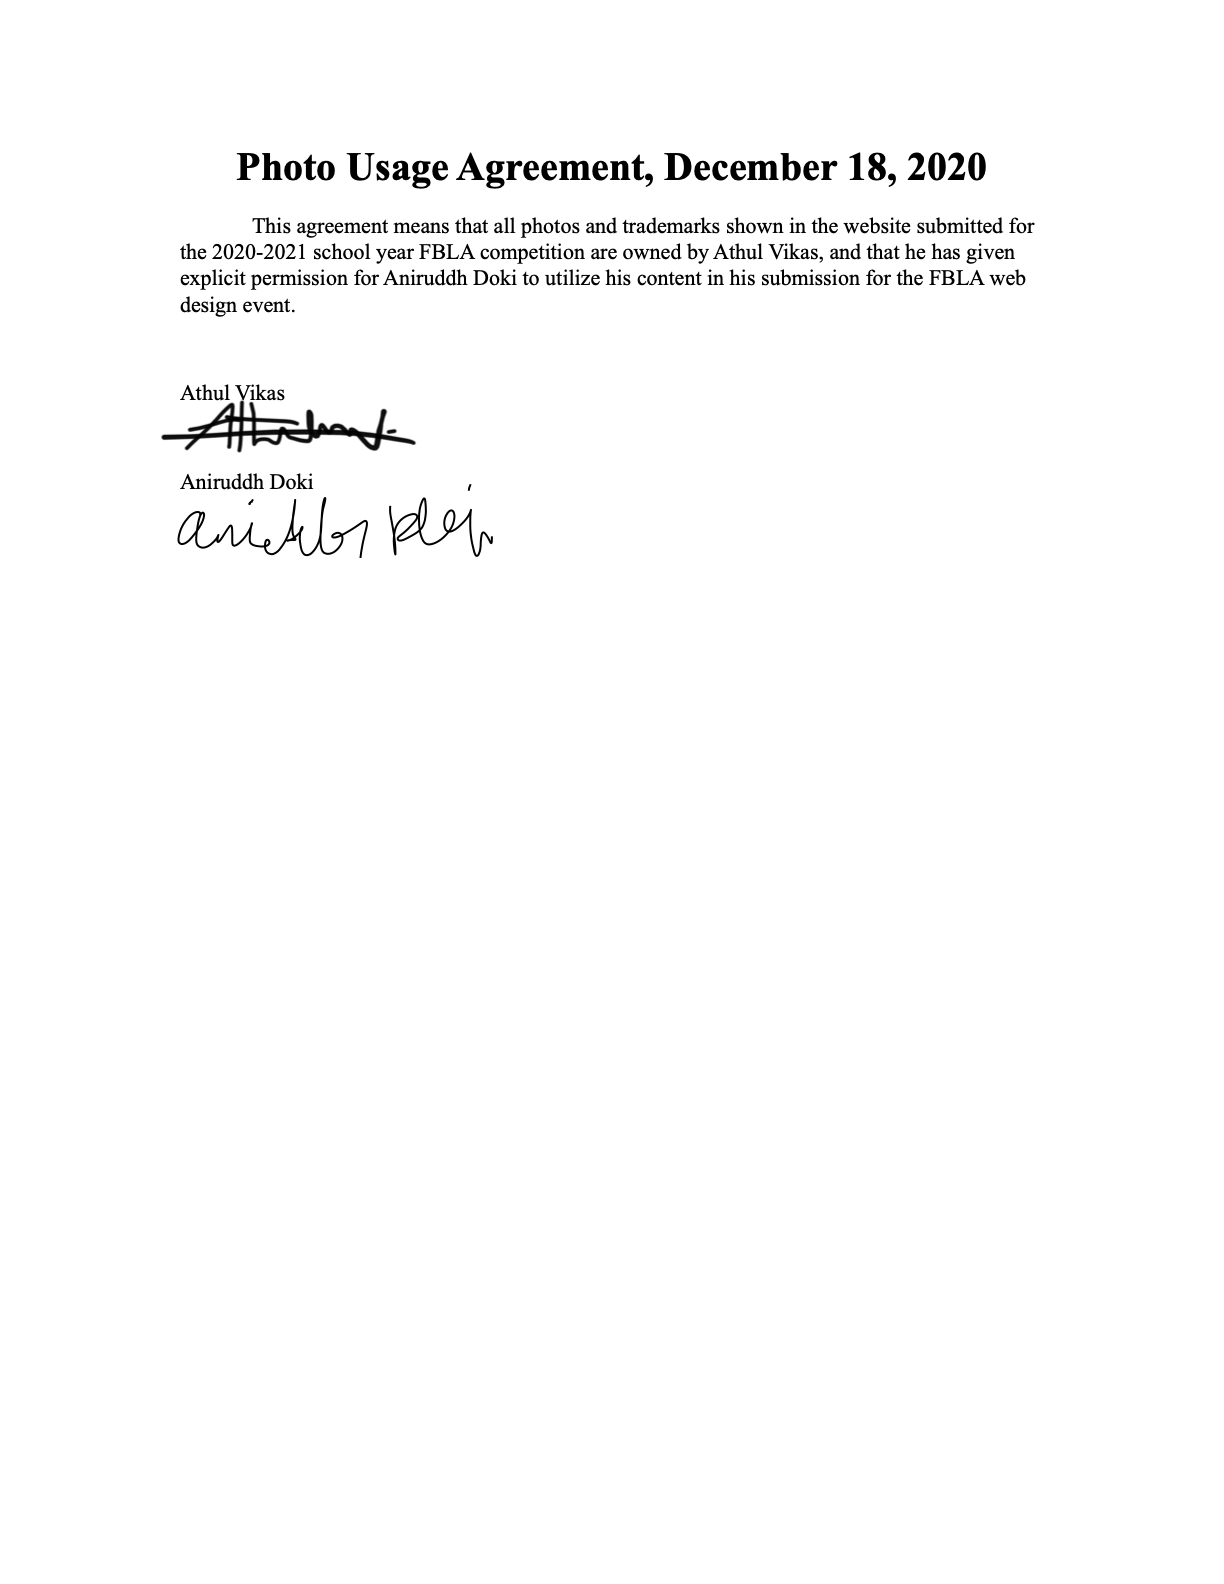 Photo Usage Agreement, December 18, 2020
This agreement means that all photos and trademarks shown in the website submitted for
the 2020-2021 school year FBLA competition are owned by Athul Vikas, and that he has given
explicit permission for Aniruddh Doki to utilize his content in his submission for the FBLA web
design event.
Athul Vikas
Aniruddh Doki